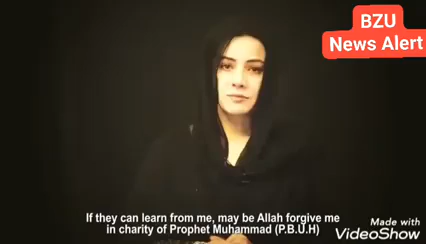 BZU
News Alert
If they can learn from me, may be Allah forgive me
in charity of Prophet Muhammad (P.B.U.H)
Made with
VideoShow